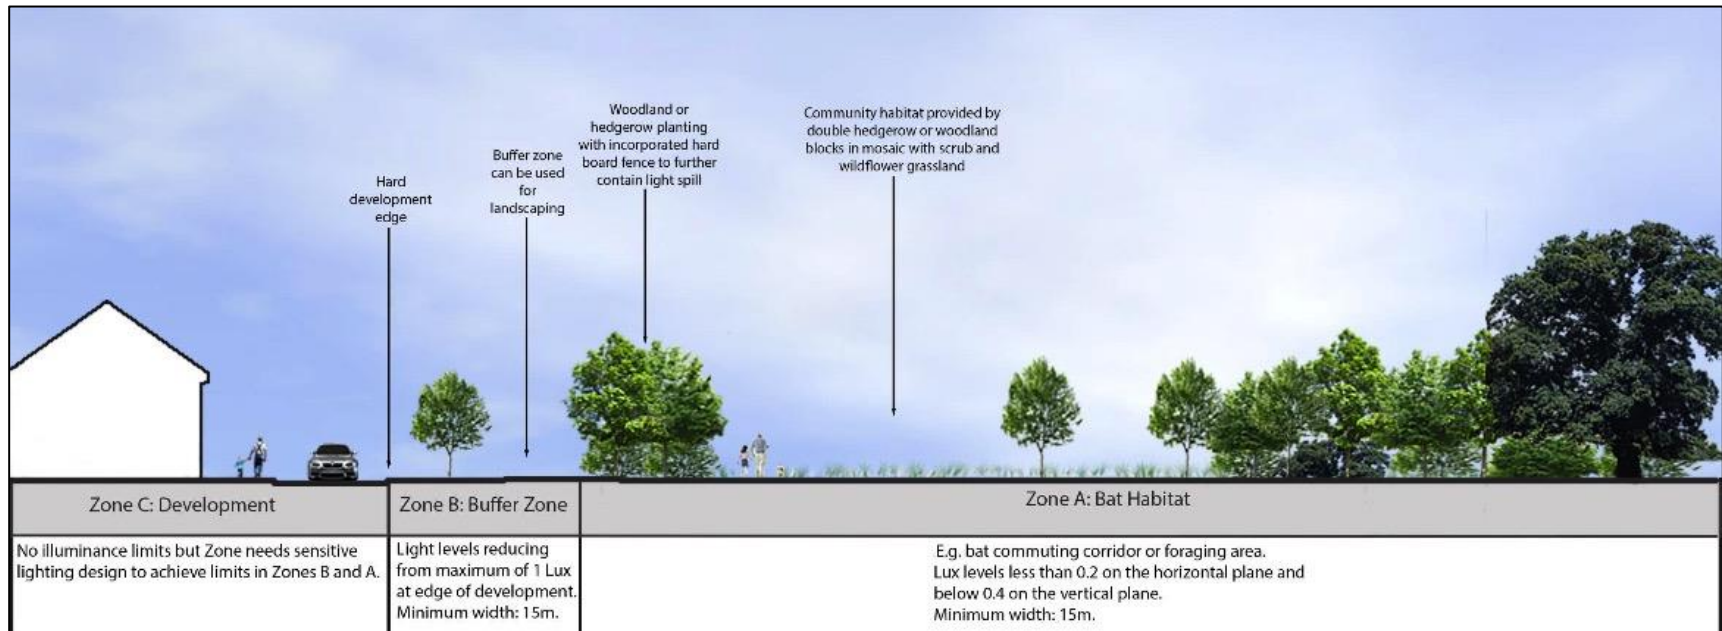 Hard
development
edge
Buffer zone
can be used
for
landscaping
Woodland or
hedgerow planting
with incorporated hard
board fence to further
contain light spill
Community habitat provided by
double hedgerow or woodland
blocks in mosaic with scrub and
wildflower grassland
Zone C: Development
Zone B: Buffer Zone
Zone A: Bat Habitat
No illuminance limits but Zone needs sensitive
lighting design to achieve limits in Zones B and A.
Light levels reducing
from maximum of 1 Lux
at edge of development.
Minimum width: 15m.
E.g. bat commuting corridor or foraging area.
Lux levels less than 0.2 on the horizontal plane and
below 0.4 on the vertical plane.
Minimum width: 15m.